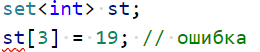 set<int> st;
st[3] = 19; // ошибка